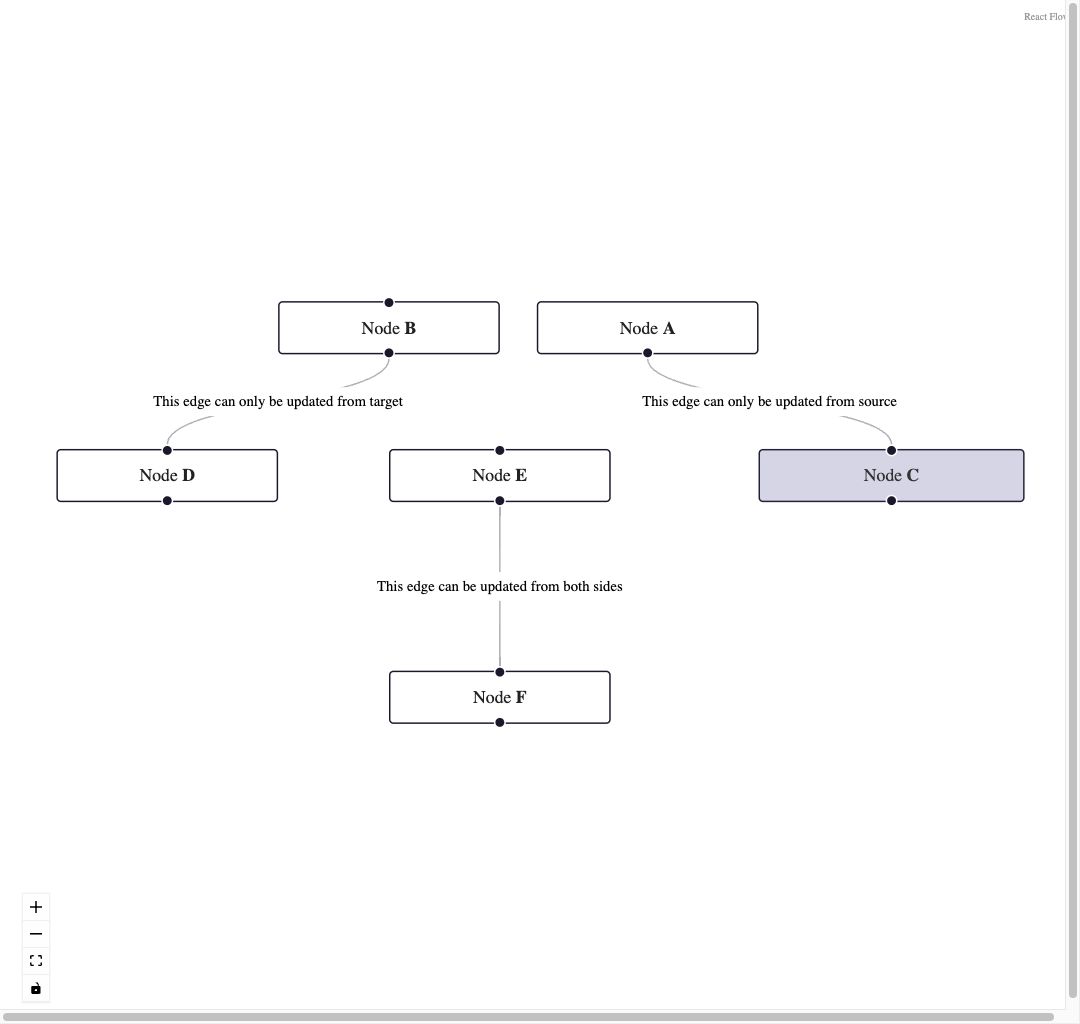 React Flow
Node B
Node A
This edge can only be updated from target
This edge can only be updated from source
Node D
Node E
Node C
This edge can be updated from both sides
Node F